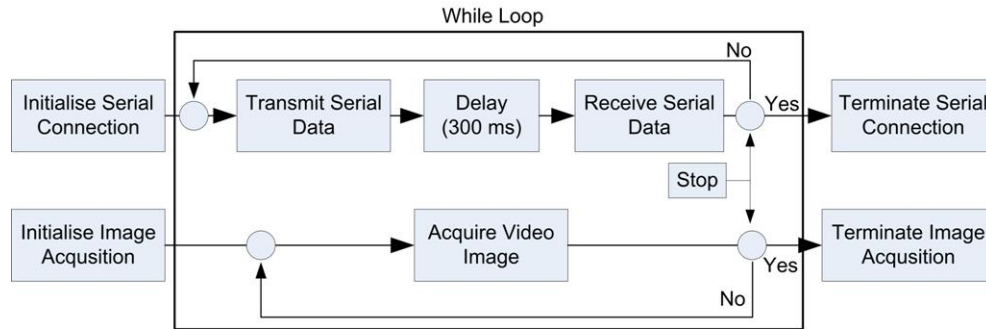 While Loop
No
Initialise Serial
Connection
Transmit Serial
Data
Delay
(300 ms)
Receive Serial
Data
Yes
Terminate Serial
Connection
Stop
Initialise Image
Acqusition
Acquire Video
Image
Yes
Terminate Image
Acqusition
No